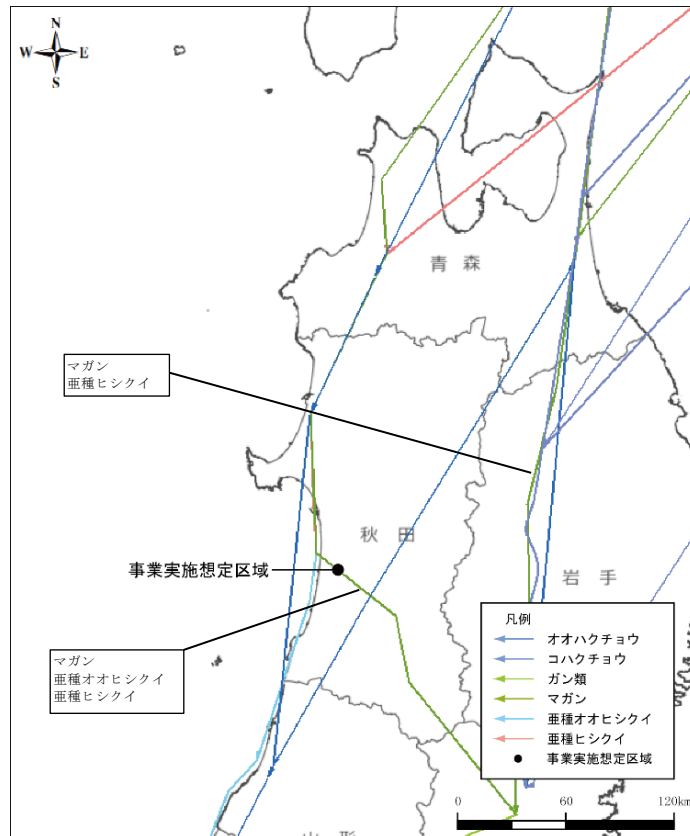 N
W E
S
青 森
マガン
亜種ヒシクイ
秋 田
事業実施想定区域
岩 手
マガン
亜種オオヒシクイ
亜種ヒシクイ
凡例
オオハクチョウ
コハクチョウ
ガン類
マガン
亜種オオヒシクイ
亜種ヒシクイ
事業実施想定区域
0 60 120km
山 形